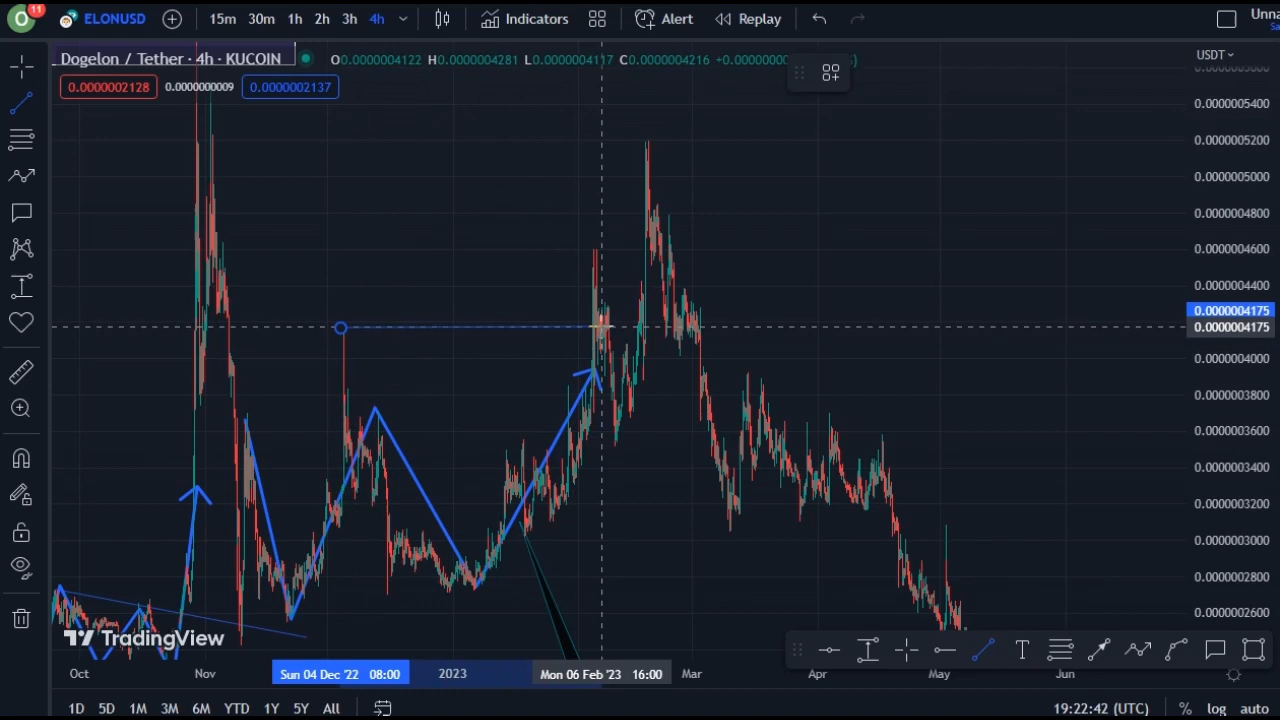 O 11 ELONUSD 15m 30m 1h 2h 3h 4h Indicators Alert Replay Unna
Sa
Dogelon / Tether · 4h · KUCOIN O0.0000004122 H0.0000004281 L0.0000004117 C0.0000004216 USDT
0.0000002128 0.0000000009 0.0000002137
0.0000005400
0.0000005200
0.0000005000
0.0000004800
0.0000004600
0.0000004400
0.0000004175
0.0000004175
0.0000004000
0.0000003800
0.0000003600
0.0000003400
0.0000003200
0.0000003000
0.0000002800
0.0000002600
TradingView
Oct Nov Sun 04 Dec '22 08:00 2023 Mon 06 Feb '23 16:00 Mar Apr May Jun
1D 5D 1M 3M 6M YTD 1Y 5Y All 19:22:42 (UTC) % log auto